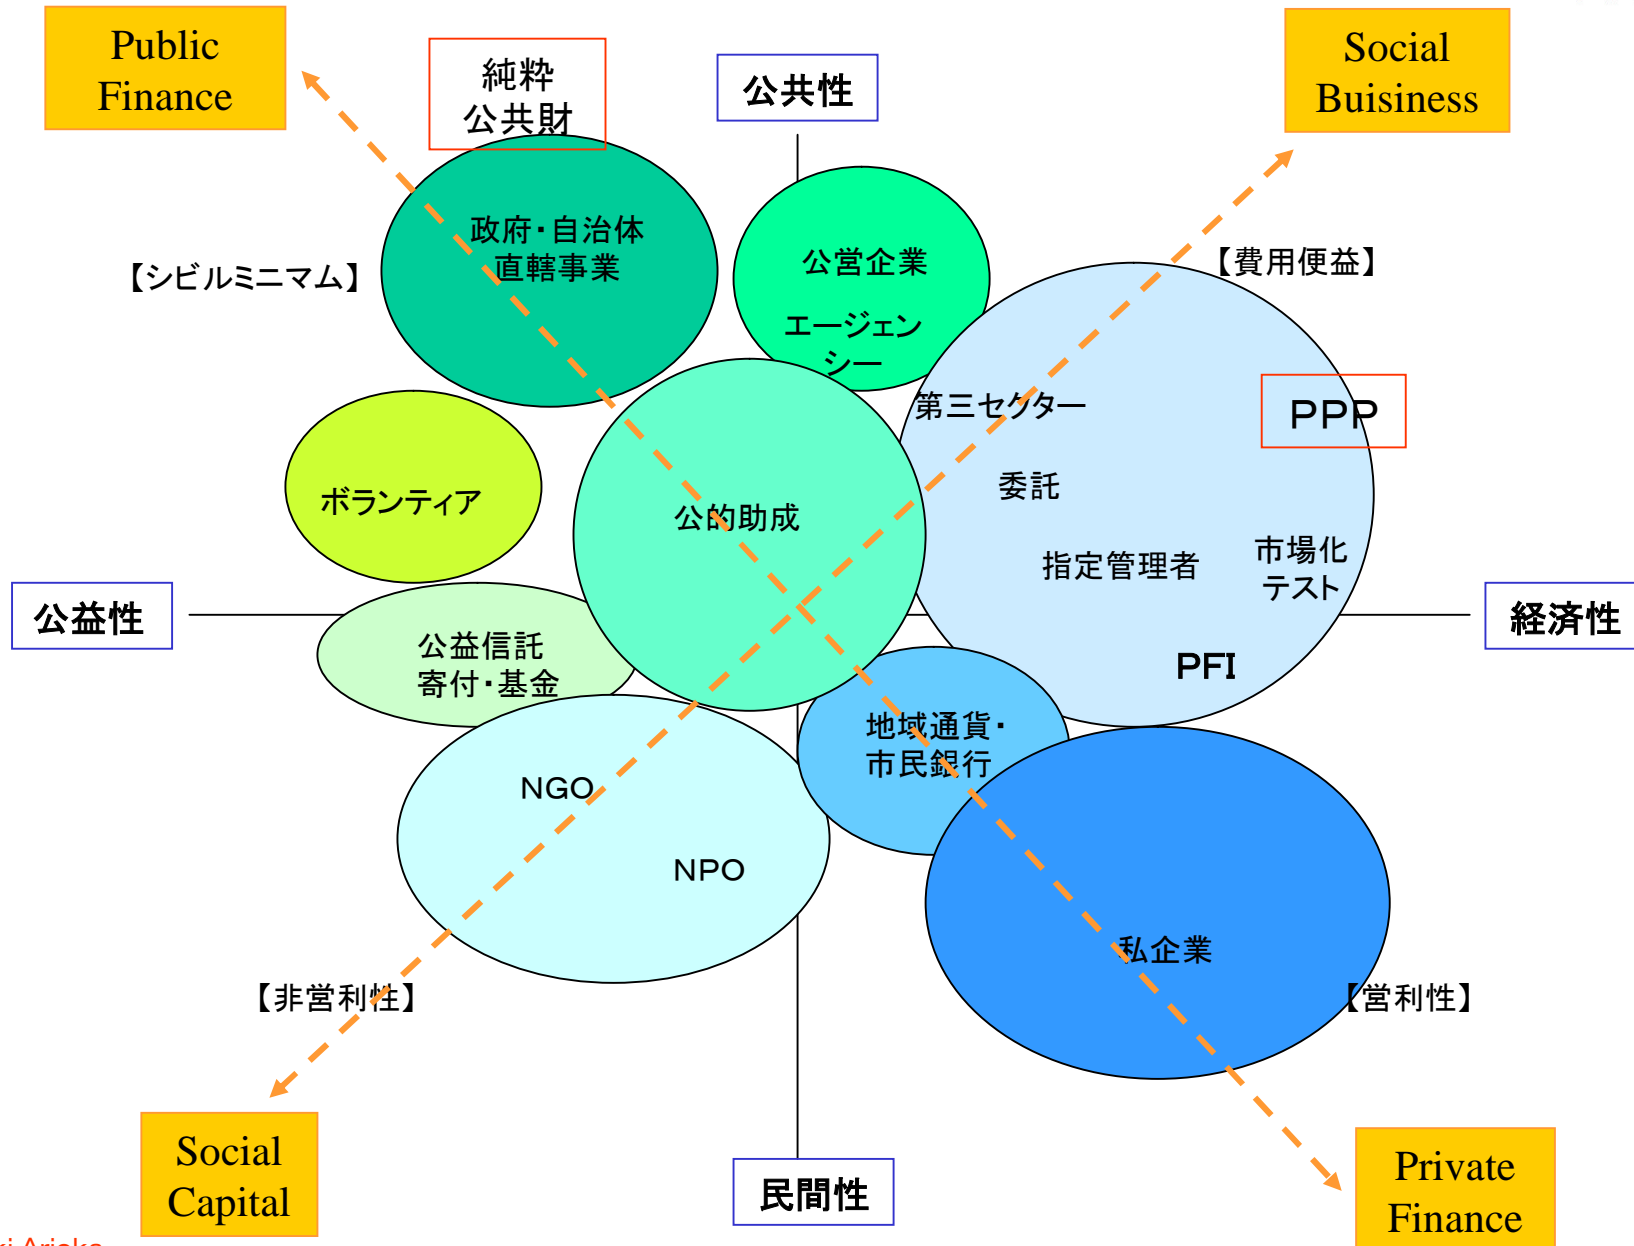 Public
Finance
純粋
公共財
公共性
Social
Buisiness
政府・自治体
直轄事業
【シビルミニマム】
公営企業
エージェン
シー
【費用便益】
第三セクター
PPP
ボランティア
委託
公的助成
指定管理者
市場化
テスト
公益性
経済性
公益信託
寄付・基金
PFI
地域通貨・
市民銀行
NGO
NPO
私企業
【非営利性】
【営利性】
Social
Capital
民間性
Private
Finance
Arioka